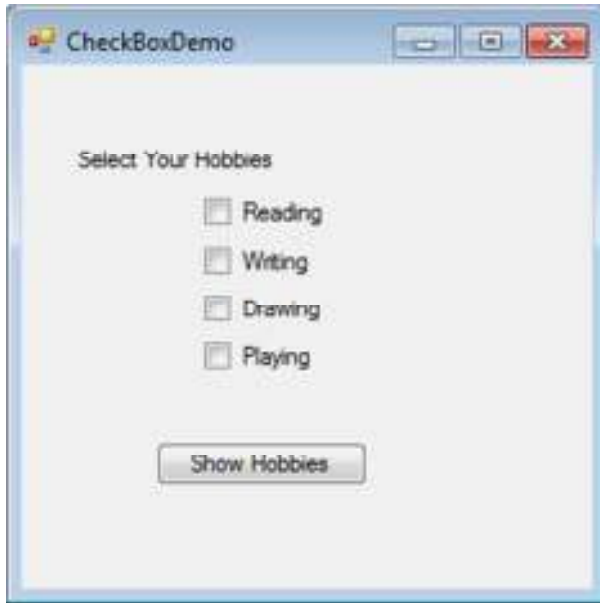 CheckBoxDemo
Select Your Hobbies
Reading
Writing
Drawing
Playing
Show Hobbies